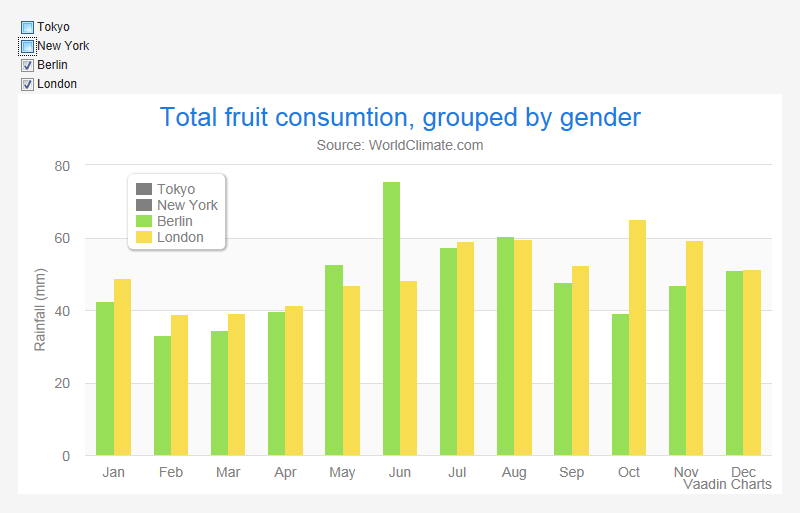 Tokyo
New York
Berlin
London
Total fruit consumtion, grouped by gender
Source: WorldClimate.com
Tokyo
New York
Berlin
London
Rainfall (mm)
80
60
40
20
0
Jan Feb Mar Apr May Jun Jul Aug Sep Oct Nov Dec
Vaadin Charts